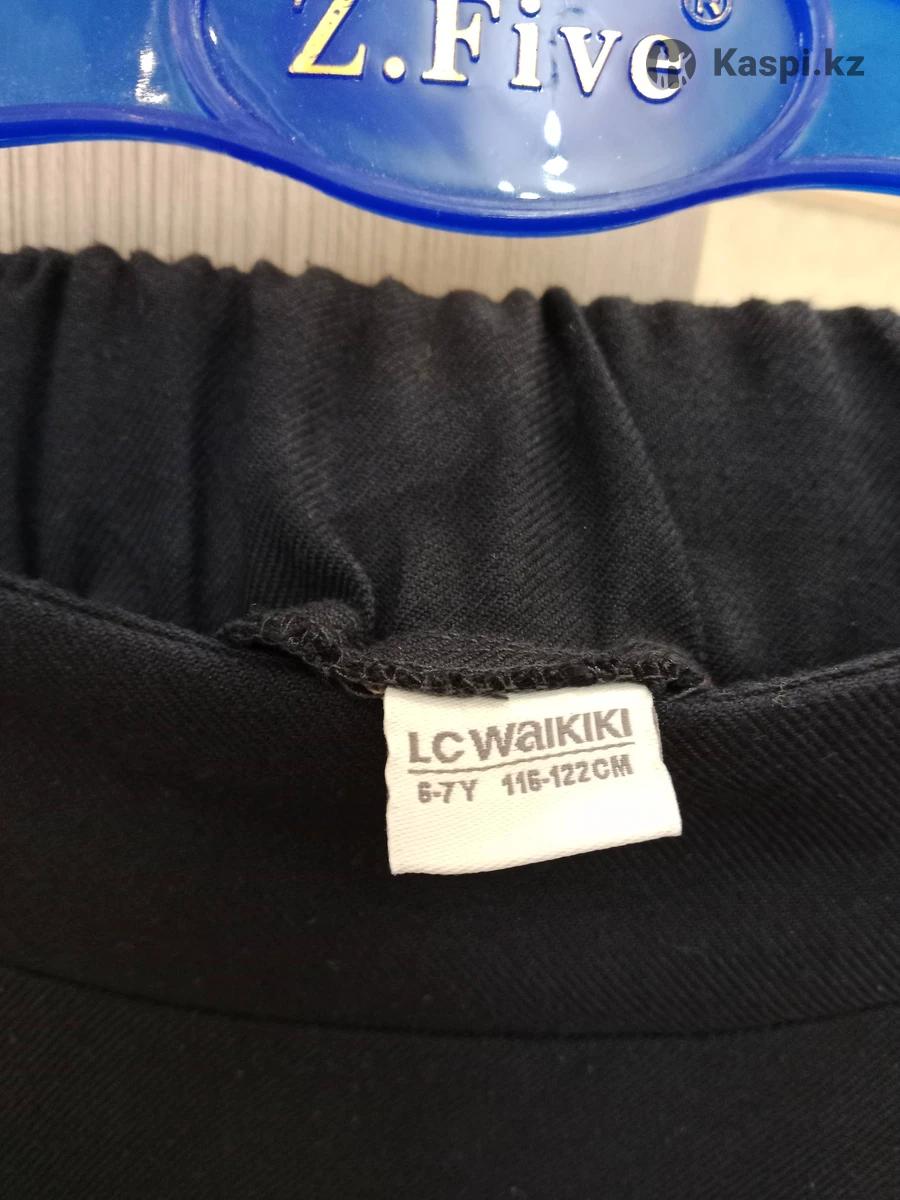 Z.Five ®
Kaspi.kz
LC WAIKIKI
6-7Y 116-122CM